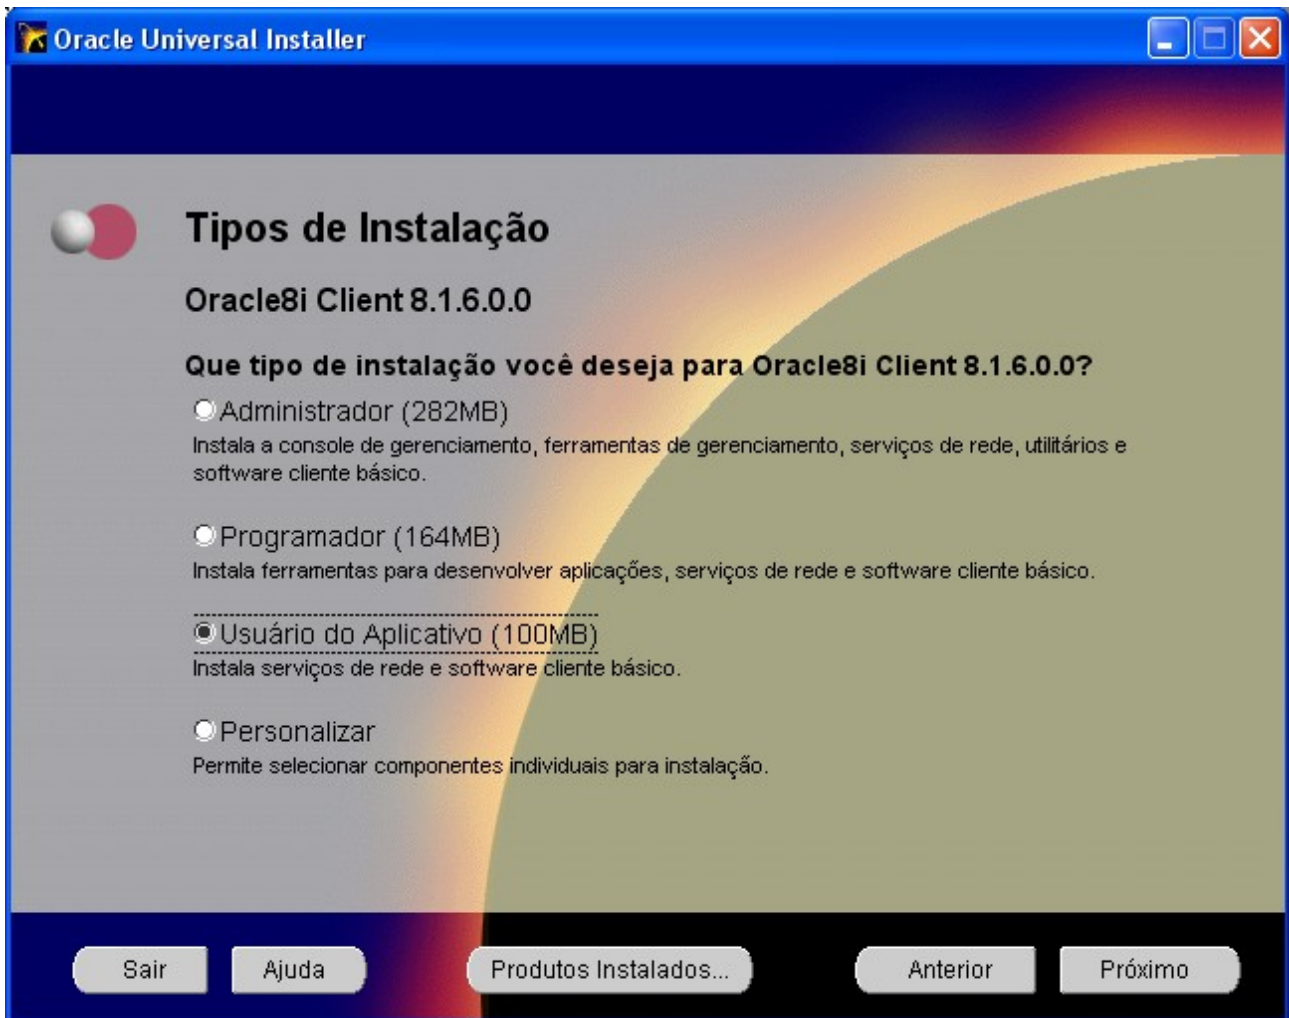 Oracle Universal Installer
Tipos de Instalação
Oracle8i Client 8.1.6.0.0
Que tipo de instalação você deseja para Oracle8i Client 8.1.6.0.0?
Administrador (282MB)
Instala a console de gerenciamento, ferramentas de gerenciamento, serviços de rede, utilitários e
software cliente básico.
Programador (164MB)
Instala ferramentas para desenvolver aplicações, serviços de rede e software cliente básico.
Usuário do Aplicativo (100MB)
Instala serviços de rede e software cliente básico.
Personalizar
Permite selecionar componentes individuais para instalação.
Sair Ajuda Produtos Instalados... Anterior Próximo